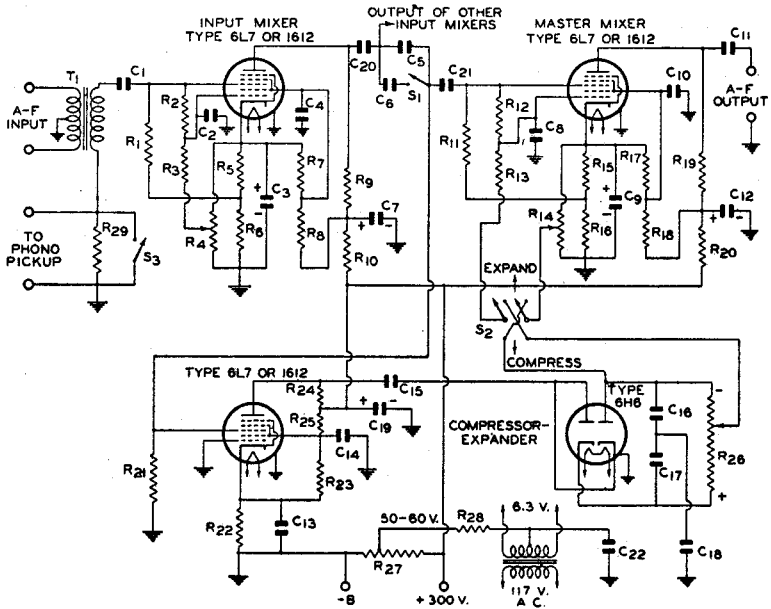 INPUT MIXER
TYPE 6L7 OR 1612
OUTPUT OF OTHER
INPUT MIXERS
MASTER MIXER
TYPE 6L7 OR 1612
C11
C20
C5
C6
S1
C21
C10
T1
C1
A-F
INPUT
R2
C2
C4
R12
C8
A-F
OUTPUT
R1
R3
R5
R7
R9
R11
R13
R15
R17
R19
C3
+
-
C7
+
-
C9
+
-
C12
+
-
R4
R6
R8
R10
R14
R16
R18
R20
TO
PHONO
PICKUP
R29
S3
EXPAND
S2
COMPRESS
TYPE 6L7 OR 1612
R24
C15
TYPE
6H6
-
R25
+
-
C19
COMPRESSOR-
EXPANDER
C16
R26
C14
C17
R21
R23
+
R22
C13
50-60 V.
R28
6.3 V.
R27
C22
C18
-B
+300V.
117 V.
A.C.